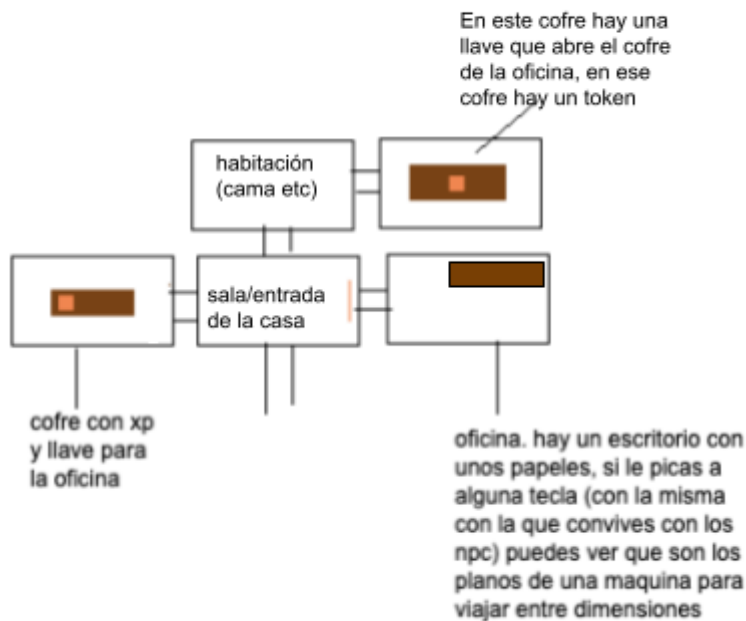 En este cofre hay una
llave que abre el cofre
de la oficina, en ese
cofre hay un token
habitación
(cama etc)
sala/entrada
de la casa
cofre con xp
y llave para
la oficina
oficina. hay un escritorio con
unos papeles, si le picas a
alguna tecla (con la misma
con la que convives con los
npc) puedes ver que son los
planos de una maquina para
viajar entre dimensiones